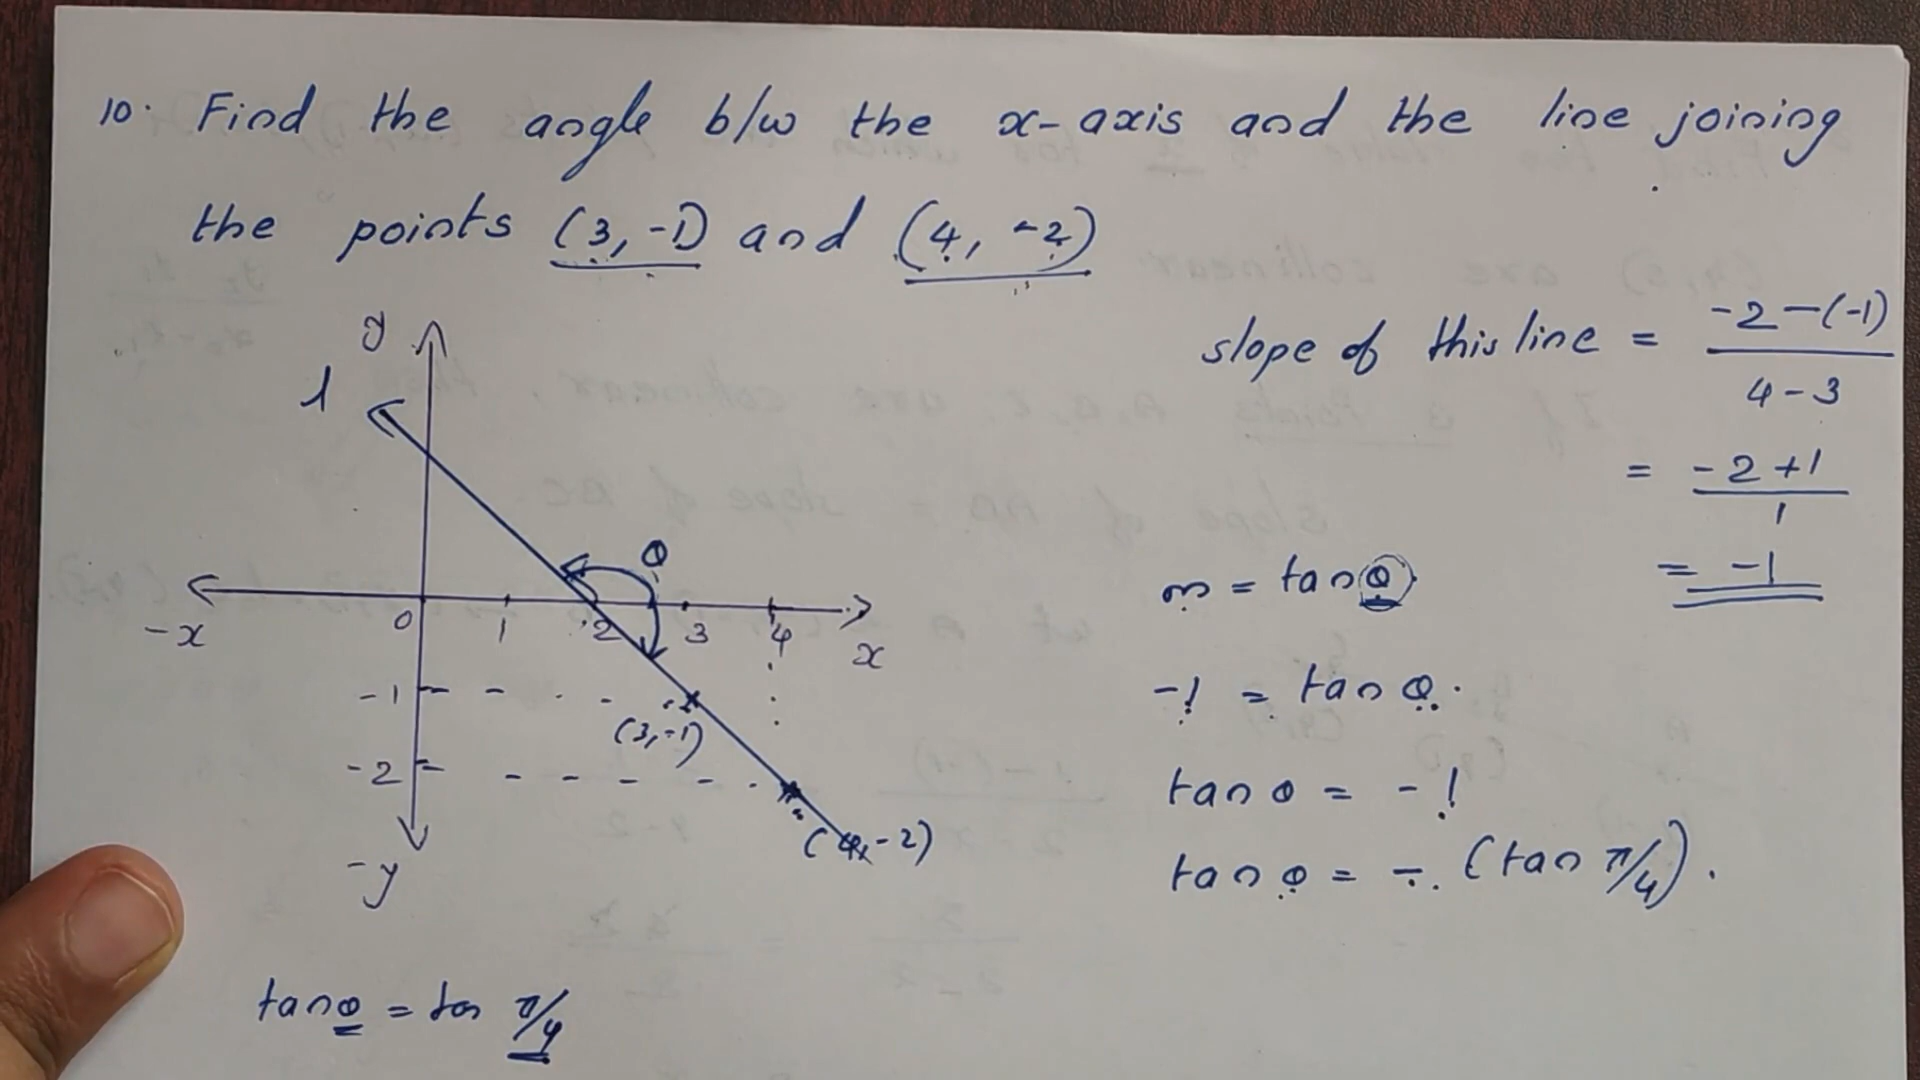 10. Find the angle b/w the x-axis and the line joining
the points (3, -1) and (4, -2)
slope of this line = -2-(-1) / 4-3
= -2+1 / 1
= -1
y
l
θ
-x
0
1
2
3
4
x
-1
(3,-1)
-2
(4,-2)
-y
m = tan θ
-1 = tan θ.
tan θ = -1
tan θ = - (tan π/4).
tan θ = tan π/4